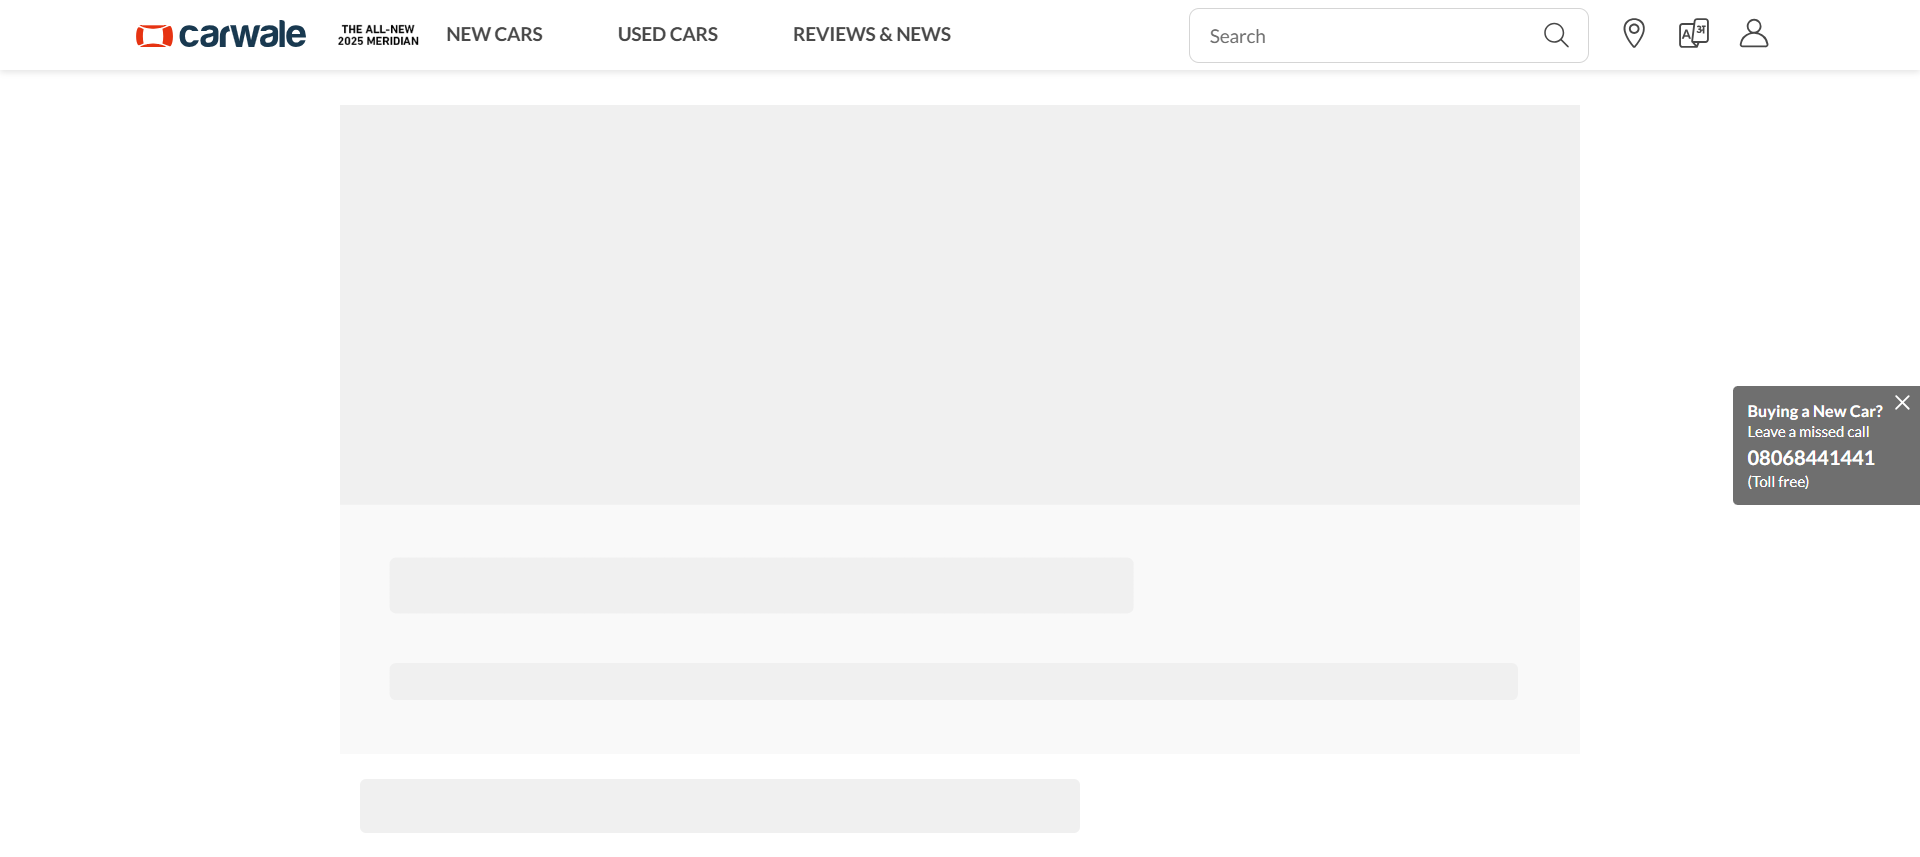 carwale
THE ALL-NEW
2025 MERIDIAN
NEW CARS
USED CARS
REVIEWS & NEWS
Search
A अ
Buying a New Car?
Leave a missed call
08068441441
(Toll free)